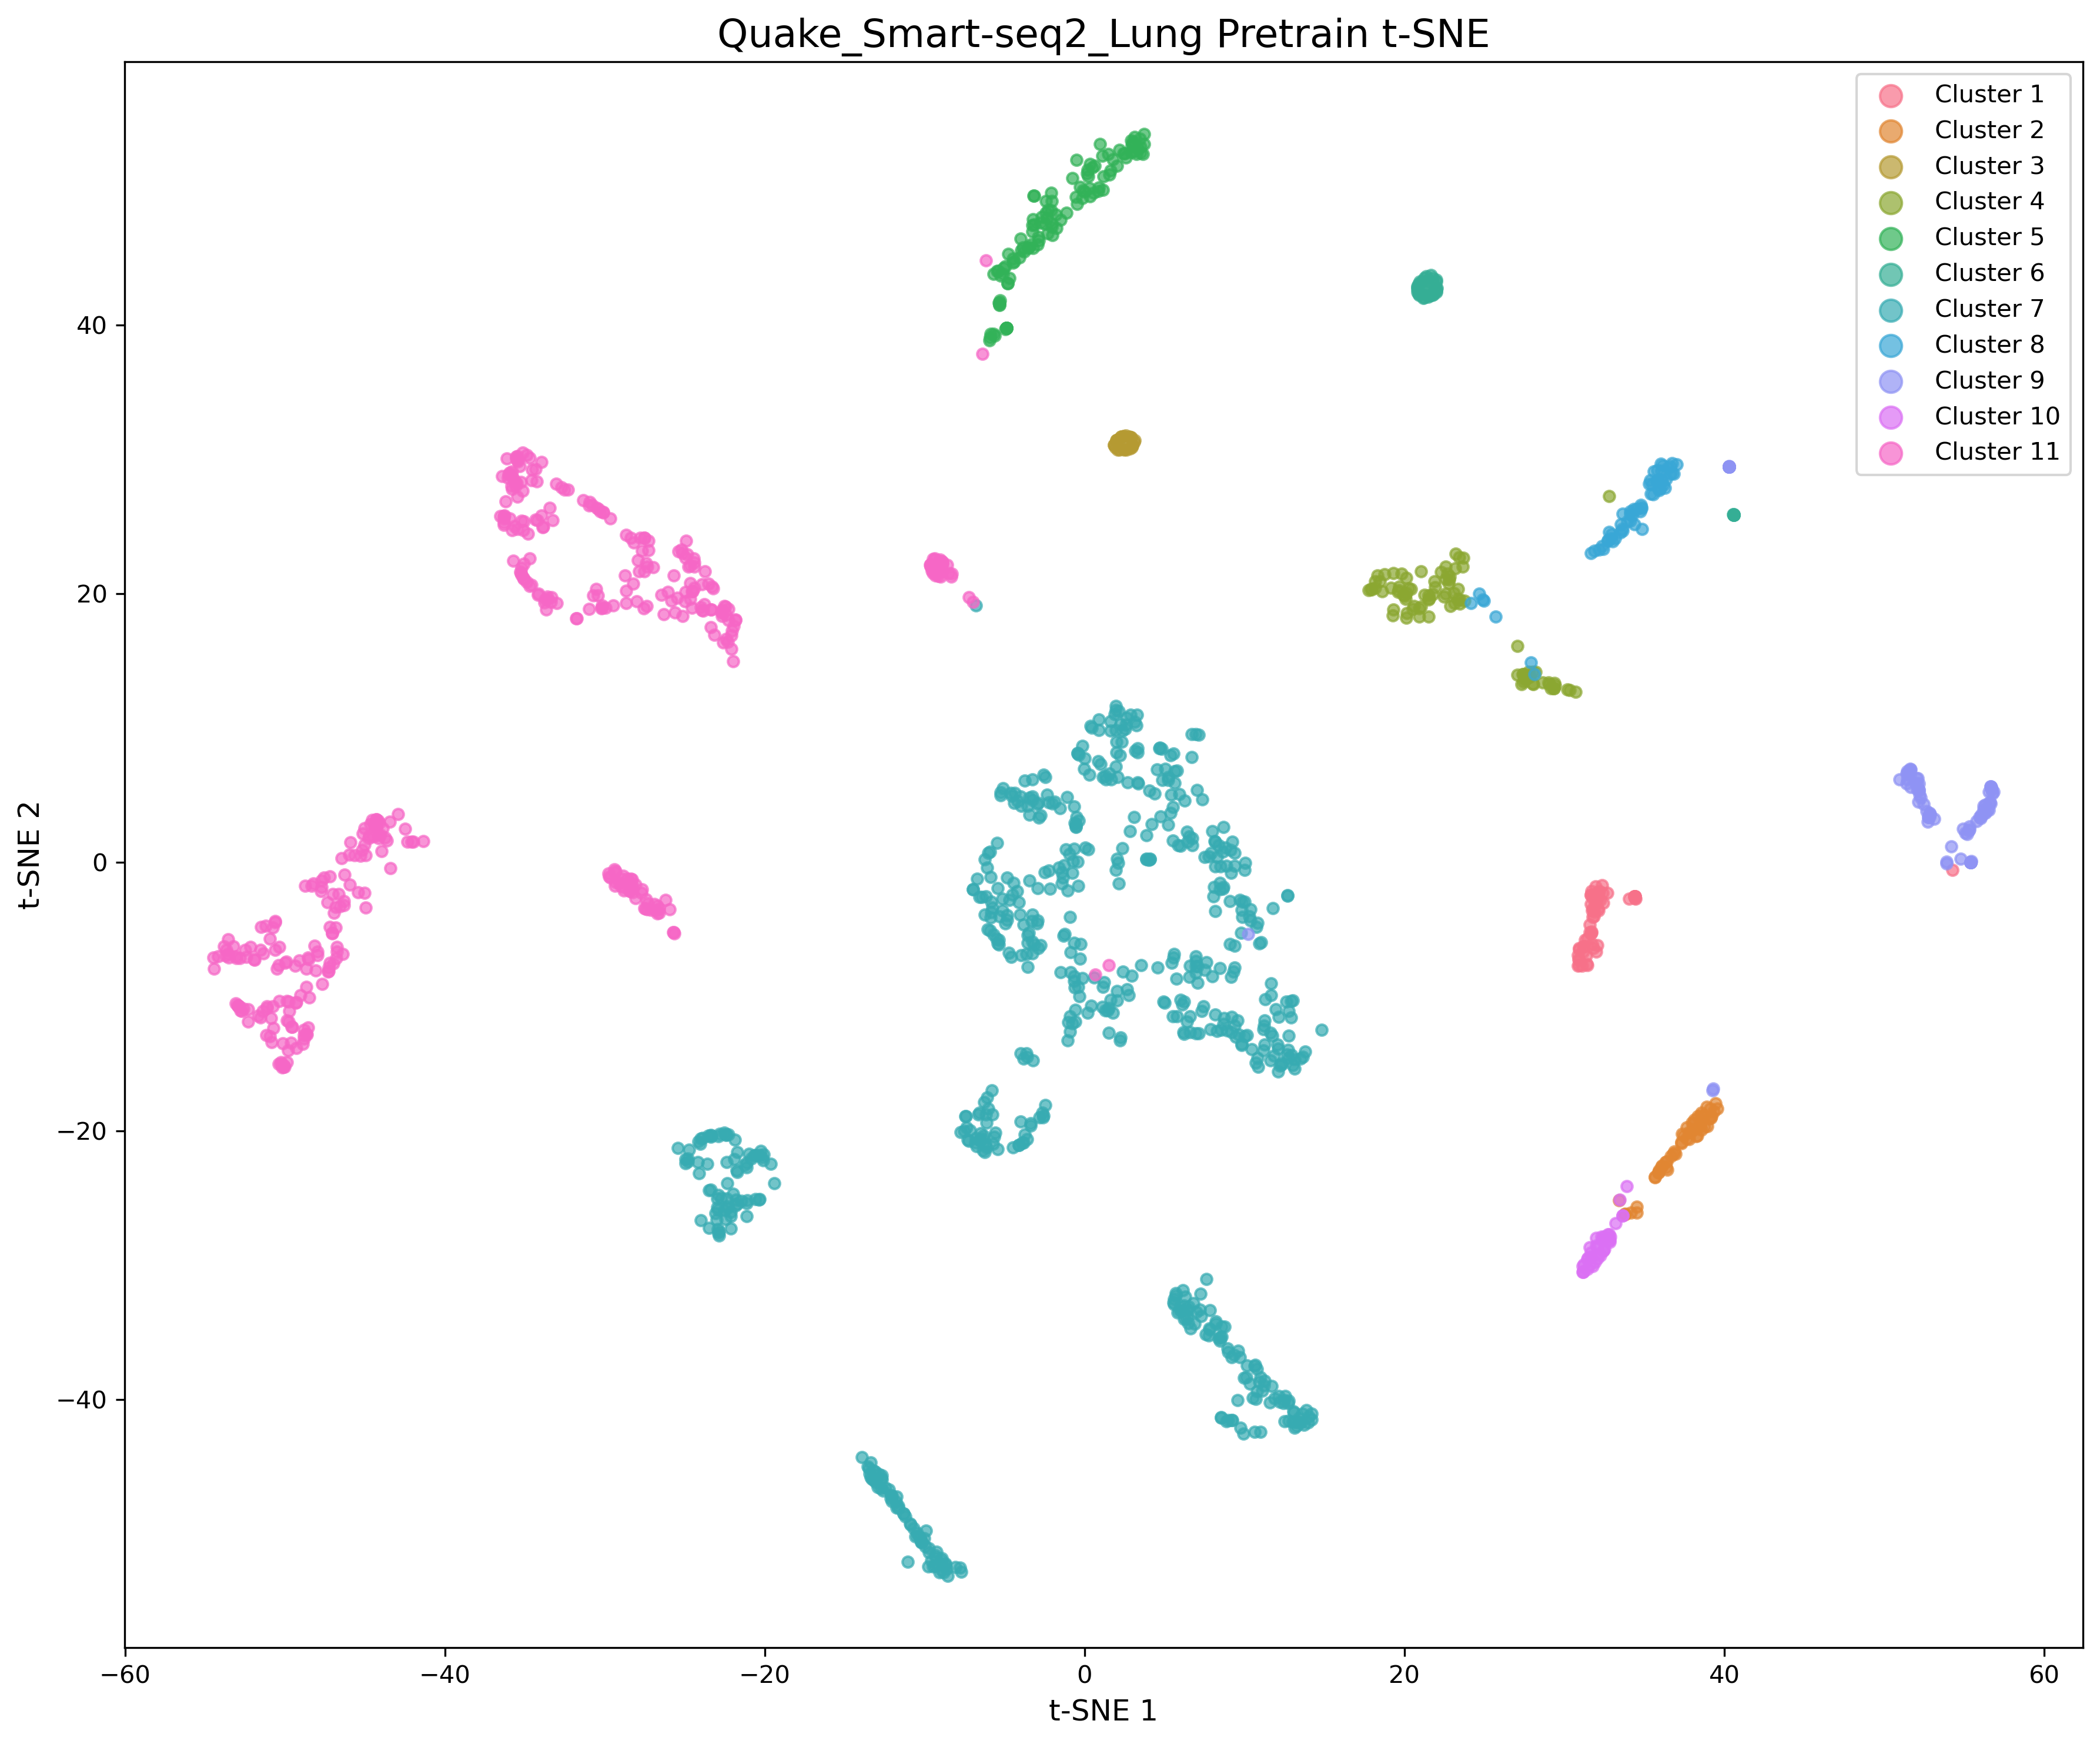 Quake_Smart-seq2_Lung Pretrain t-SNE
Cluster 1
Cluster 2
Cluster 3
Cluster 4
Cluster 5
Cluster 6
Cluster 7
Cluster 8
Cluster 9
Cluster 10
Cluster 11
40
20
0
−20
−40
t-SNE 2
−60
−40
−20
0
20
40
60
t-SNE 1